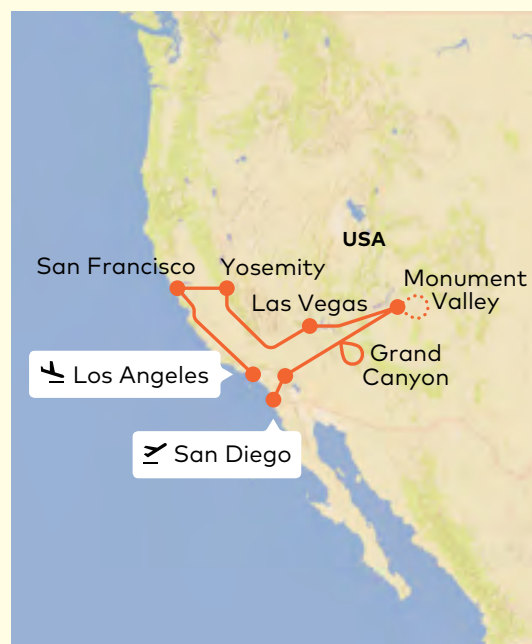 USA
San Francisco
Yosemity
Monument
Valley
Las Vegas
Grand
Canyon
Los Angeles
San Diego